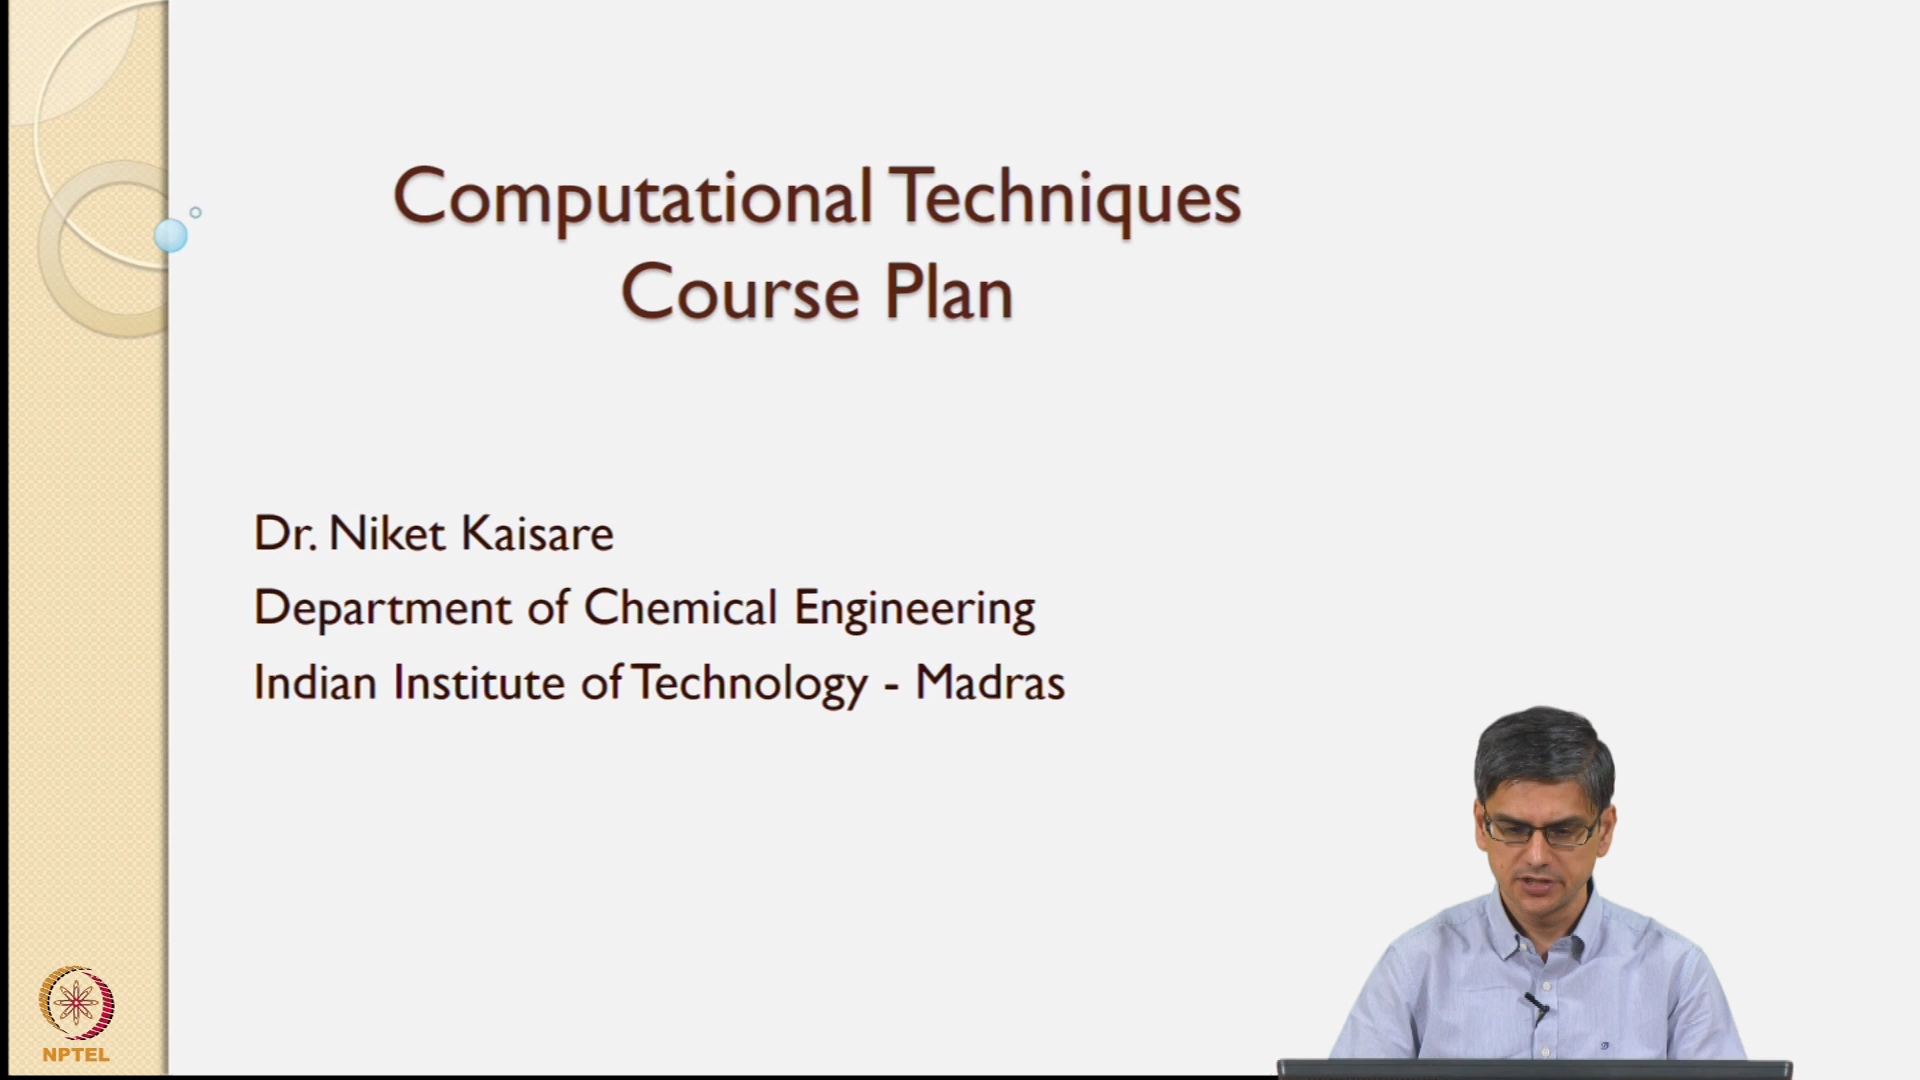 Computational Techniques
Course Plan
Dr. Niket Kaisare
Department of Chemical Engineering
Indian Institute of Technology - Madras
NPTEL